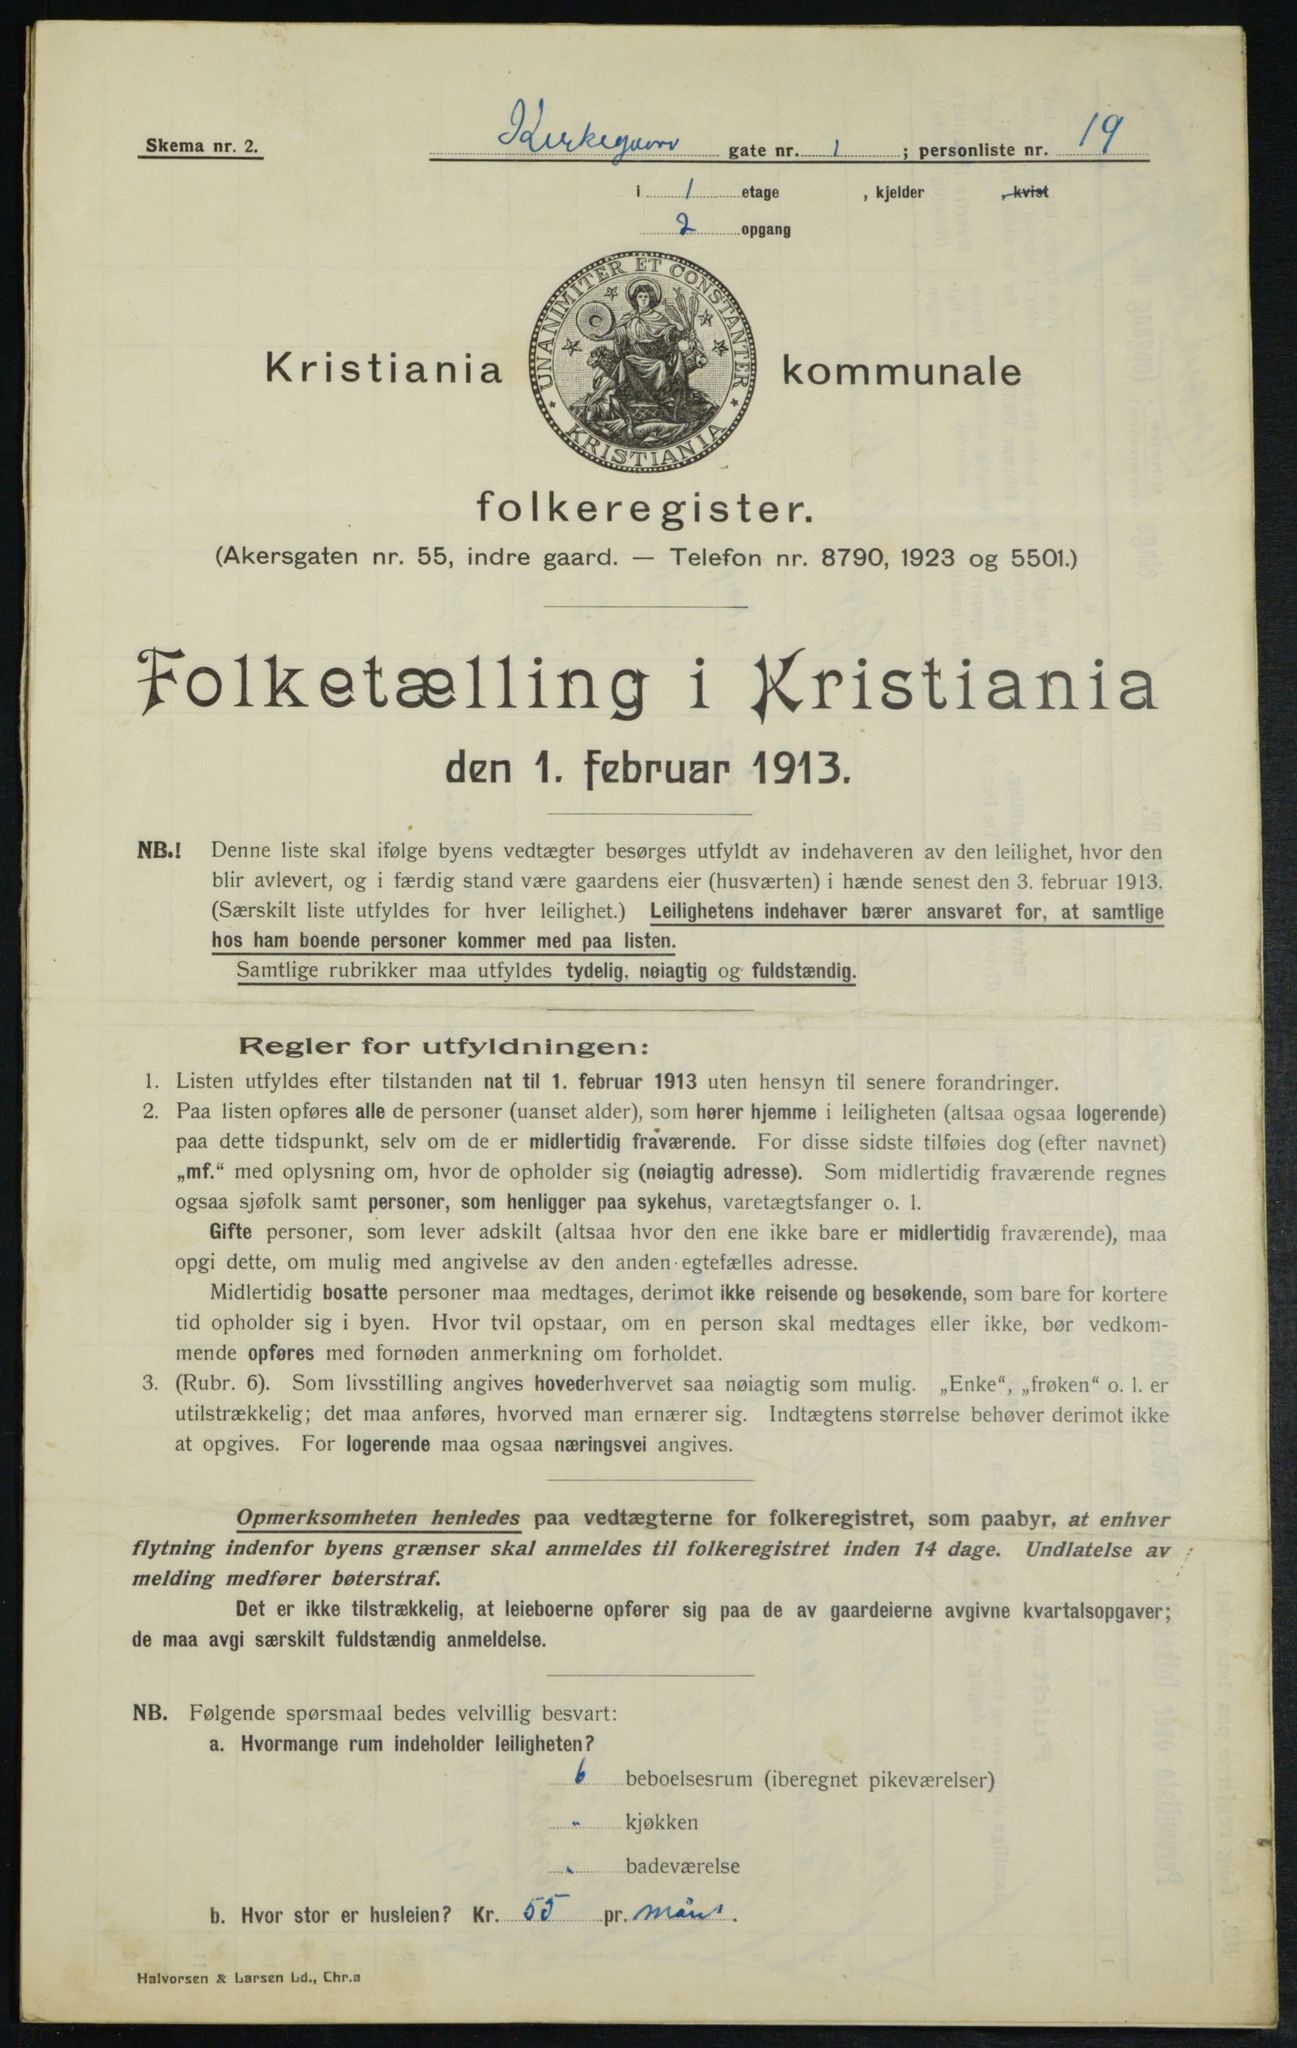 Skema nr. 2.
Kirkegaard gate nr. 1 ; personliste nr. 19
i 1 etage , kjelder , kvist
2 opgang
UNANIMITER ET CONSTANTER
KRISTIANIA
Kristiania kommunale
folkeregister.
(Akersgaten nr. 55, indre gaard. — Telefon nr. 8790, 1923 og 5501.)
Folketælling i Kristiania
den 1. februar 1913.
NB.! Denne liste skal ifølge byens vedtægter besørges utfyldt av indehaveren av den leilighet, hvor den
blir avlevert, og i færdig stand være gaardens eier (husværten) i hænde senest den 3. februar 1913.
(Særskilt liste utfyldes for hver leilighet.) Leilighetens indehaver bærer ansvaret for, at samtlige
hos ham boende personer kommer med paa listen.
Samtlige rubrikker maa utfyldes tydelig, nøiagtig og fuldstændig.
Regler for utfyldningen:
1. Listen utfyldes efter tilstanden nat til 1. februar 1913 uten hensyn til senere forandringer.
2. Paa listen opføres alle de personer (uanset alder), som hører hjemme i leiligheten (altsaa ogsaa logerende)
paa dette tidspunkt, selv om de er midlertidig fraværende. For disse sidste tilføies dog (efter navnet)
„mf.“ med oplysning om, hvor de opholder sig (nøiagtig adresse). Som midlertidig fraværende regnes
ogsaa sjøfolk samt personer, som henligger paa sykehus, varetægtsfanger o. l.
Gifte personer, som lever adskilt (altsaa hvor den ene ikke bare er midlertidig fraværende), maa
opgi dette, om mulig med angivelse av den anden egtefælles adresse.
Midlertidig bosatte personer maa medtages, derimot ikke reisende og besøkende, som bare for kortere
tid opholder sig i byen. Hvor tvil opstaar, om en person skal medtages eller ikke, bør vedkom-
mende opføres med fornøden anmerkning om forholdet.
3. (Rubr. 6). Som livsstilling angives hovederhvervet saa nøiagtig som mulig. „Enke“, „frøken“ o. l. er
utilstrækkelig; det maa anføres, hvorved man ernærer sig. Indtægtens størrelse behøver derimot ikke
at opgives. For logerende maa ogsaa næringsvei angives.
Opmerksomheten henledes paa vedtægterne for folkeregistret, som paabyr, at enhver
flytning indenfor byens grænser skal anmeldes til folkeregistret inden 14 dage. Undlatelse av
melding medfører bøterstraf.
Det er ikke tilstrækkelig, at leieboerne opfører sig paa de av gaardeierne avgivne kvartalsopgaver;
de maa avgi særskilt fuldstændig anmeldelse.
NB. Følgende spørsmaal bedes velvillig besvart:
a. Hvormange rum indeholder leiligheten?
6 beboelsesrum (iberegnet pikeværelser)
" kjøkken
" badeværelse
b. Hvor stor er husleien? Kr. 55 pr. Måned.
Halvorsen & Larsen Ld., Chr.a